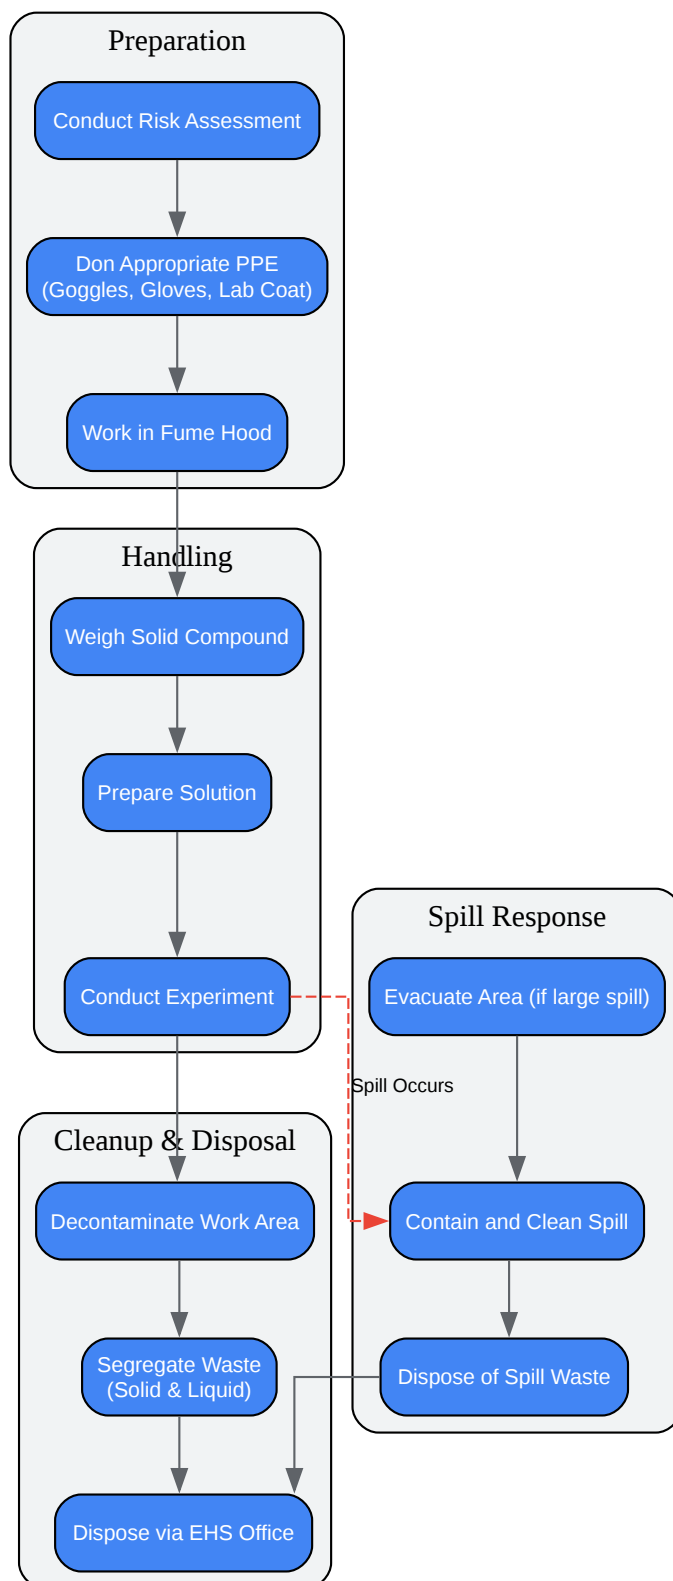 Preparation
Conduct Risk Assessment
Don Appropriate PPE
(Goggles, Gloves, Lab Coat)
Work in Fume Hood
Handling
Weigh Solid Compound
Prepare Solution
Conduct Experiment
Spill Response
Evacuate Area (if large spill)
Spill Occurs
Contain and Clean Spill
Dispose of Spill Waste
Cleanup & Disposal
Decontaminate Work Area
Segregate Waste
(Solid & Liquid)
Dispose via EHS Office